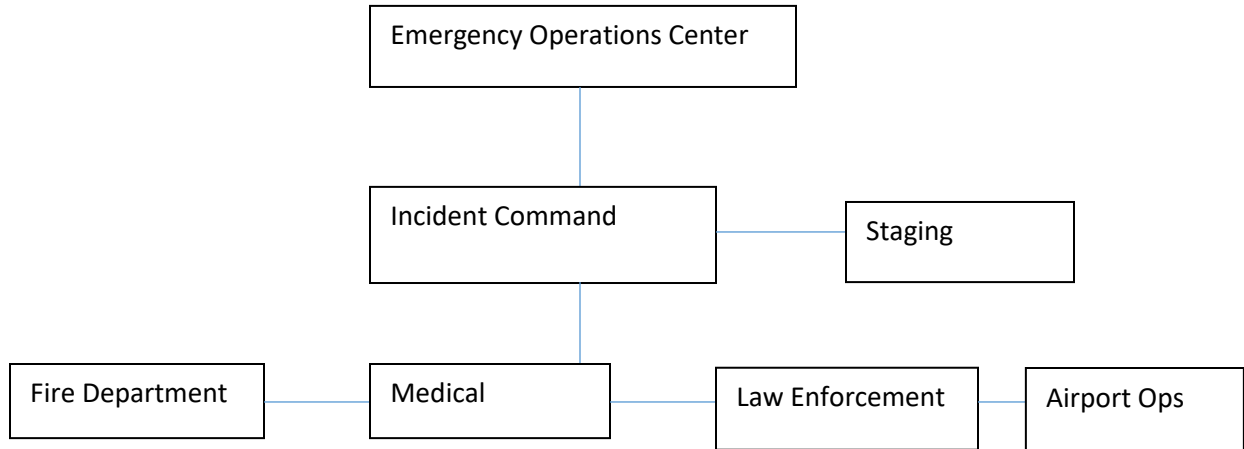 Emergency Operations Center
Incident Command
Staging
Fire Department
Medical
Law Enforcement
Airport Ops